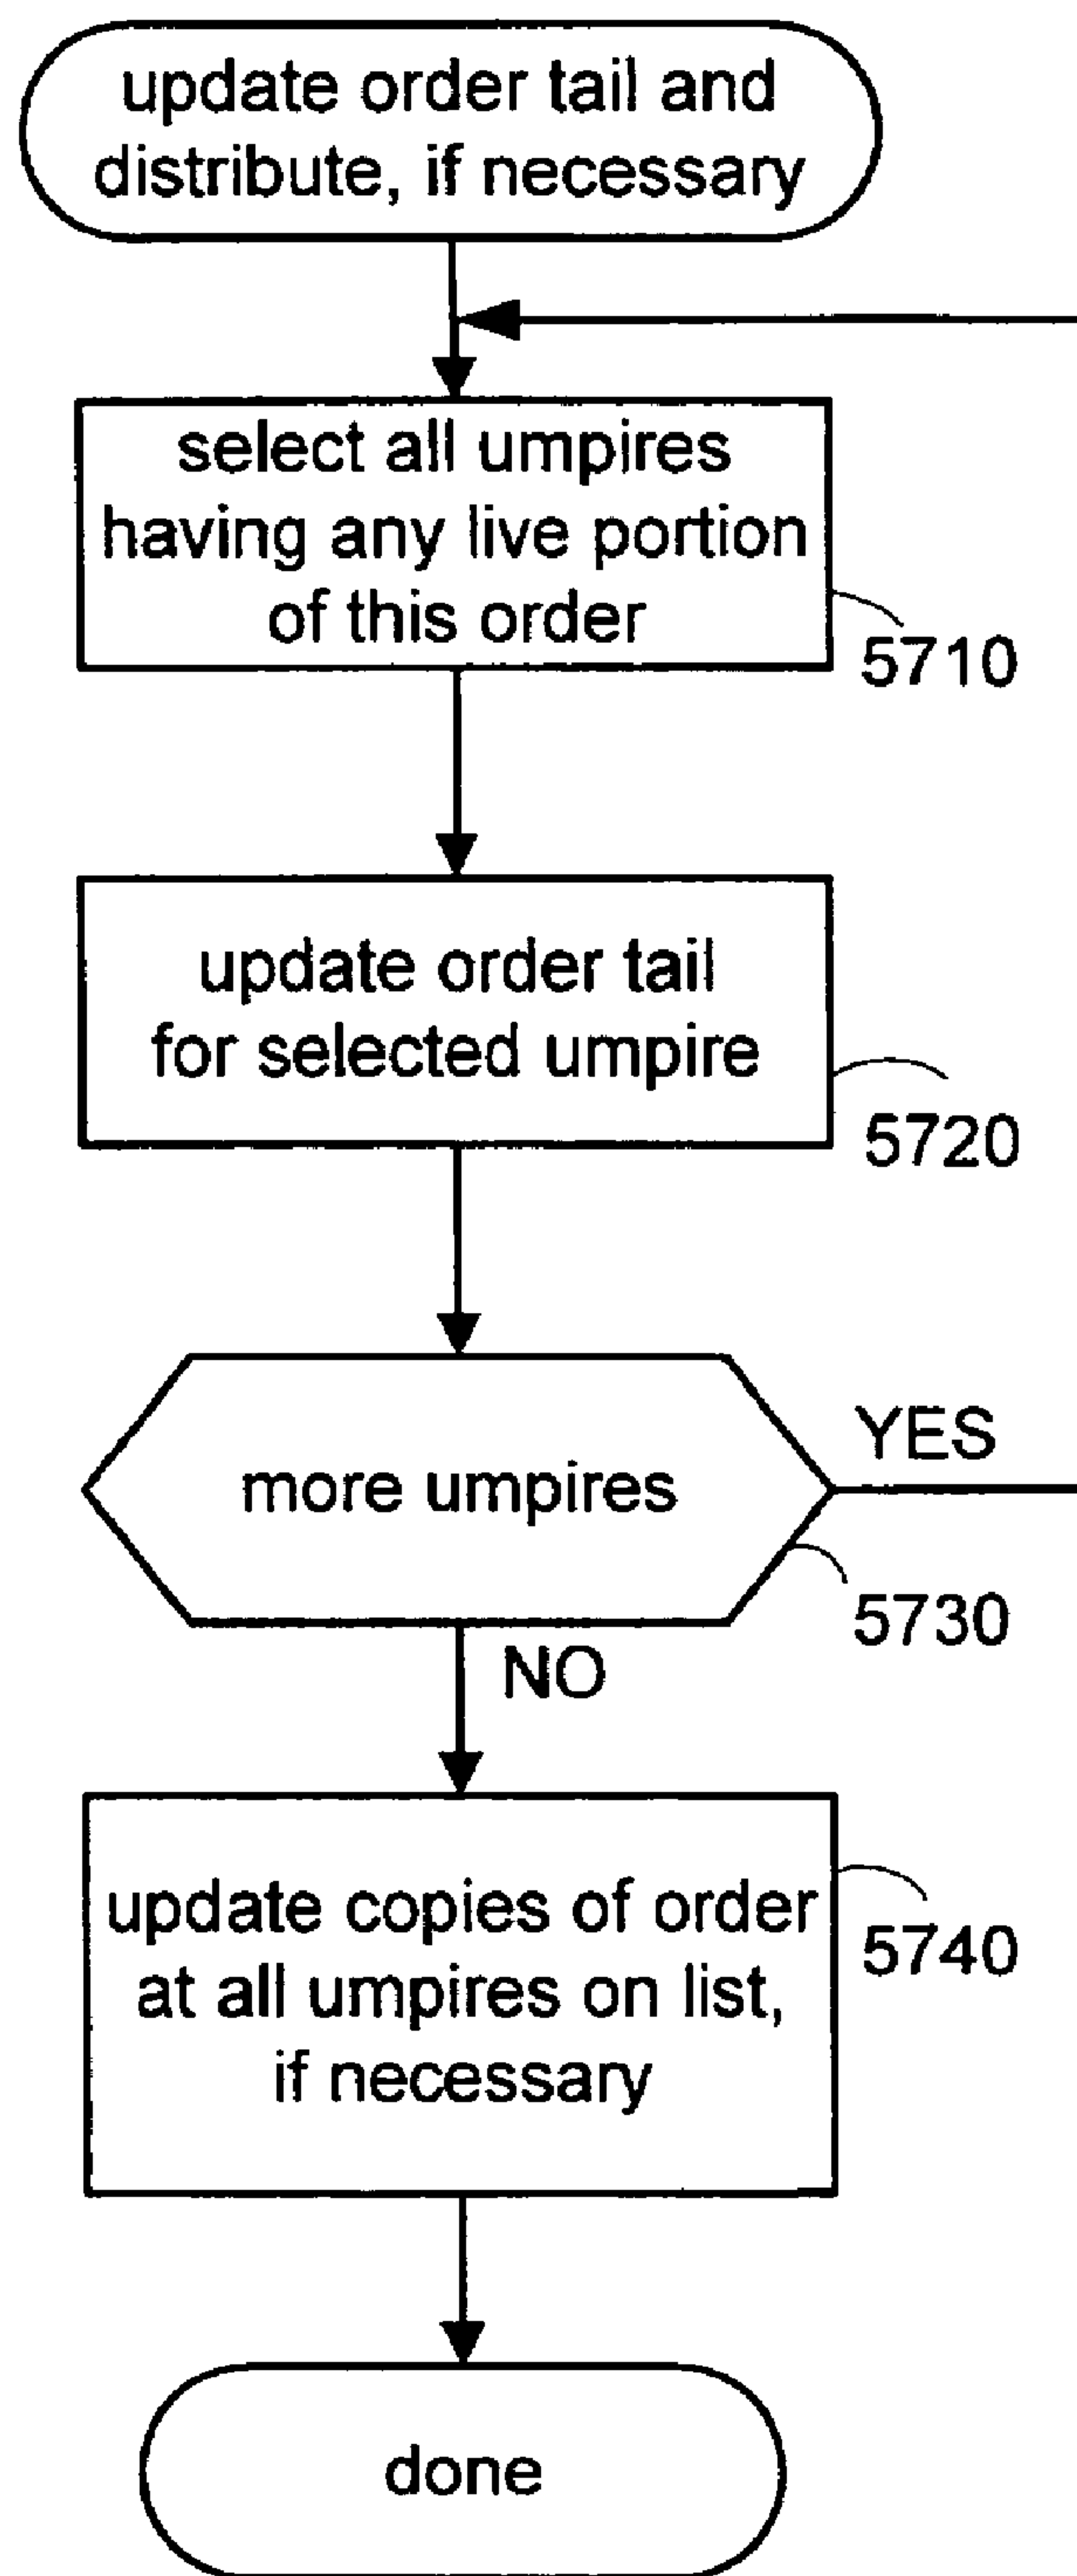 update order tail and
distribute, if necessary
select all umpires
having any live portion
of this order
5710
update order tail
for selected umpire
5720
more umpires
YES
5730
NO
update copies of order
at all umpires on list,
if necessary
5740
done